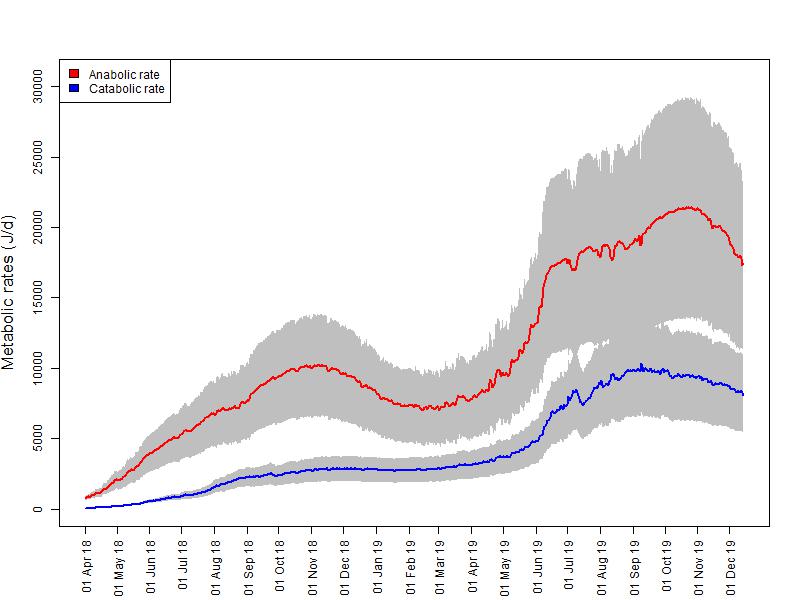 Anabolic rate
Catabolic rate
Metabolic rates (J/d)
30000
25000
20000
15000
10000
5000
0
01 Apr 18
01 May 18
01 Jun 18
01 Jul 18
01 Aug 18
01 Sep 18
01 Oct 18
01 Nov 18
01 Dec 18
01 Jan 19
01 Feb 19
01 Mar 19
01 Apr 19
01 May 19
01 Jun 19
01 Jul 19
01 Aug 19
01 Sep 19
01 Oct 19
01 Nov 19
01 Dec 19